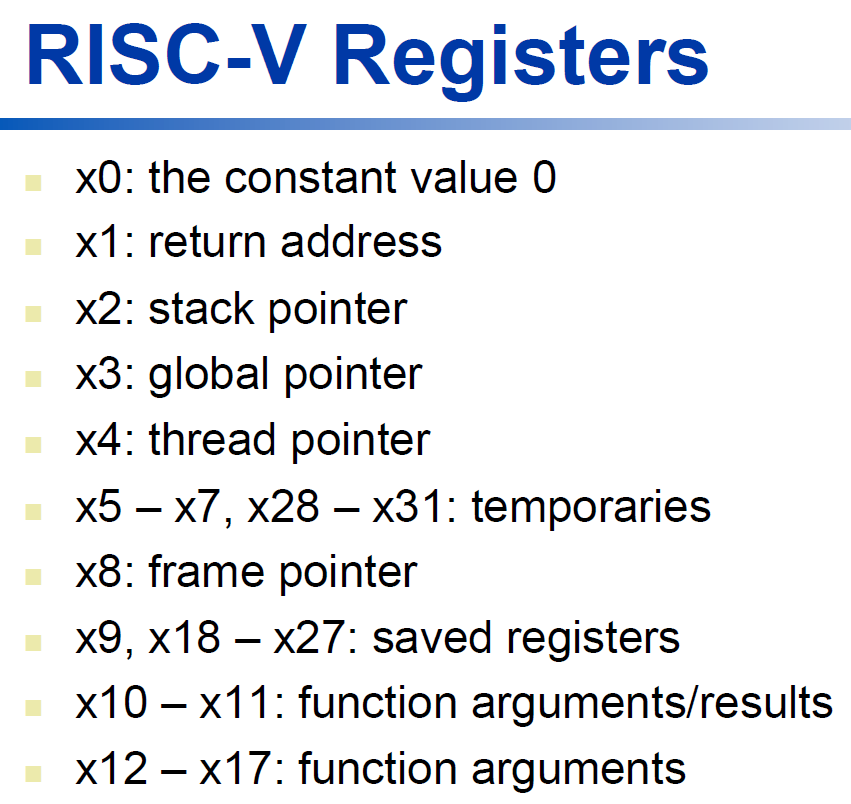 RISC-V Registers
x0: the constant value 0
x1: return address
x2: stack pointer
x3: global pointer
x4: thread pointer
x5 – x7, x28 – x31: temporaries
x8: frame pointer
x9, x18 – x27: saved registers
x10 – x11: function arguments/results
x12 – x17: function arguments